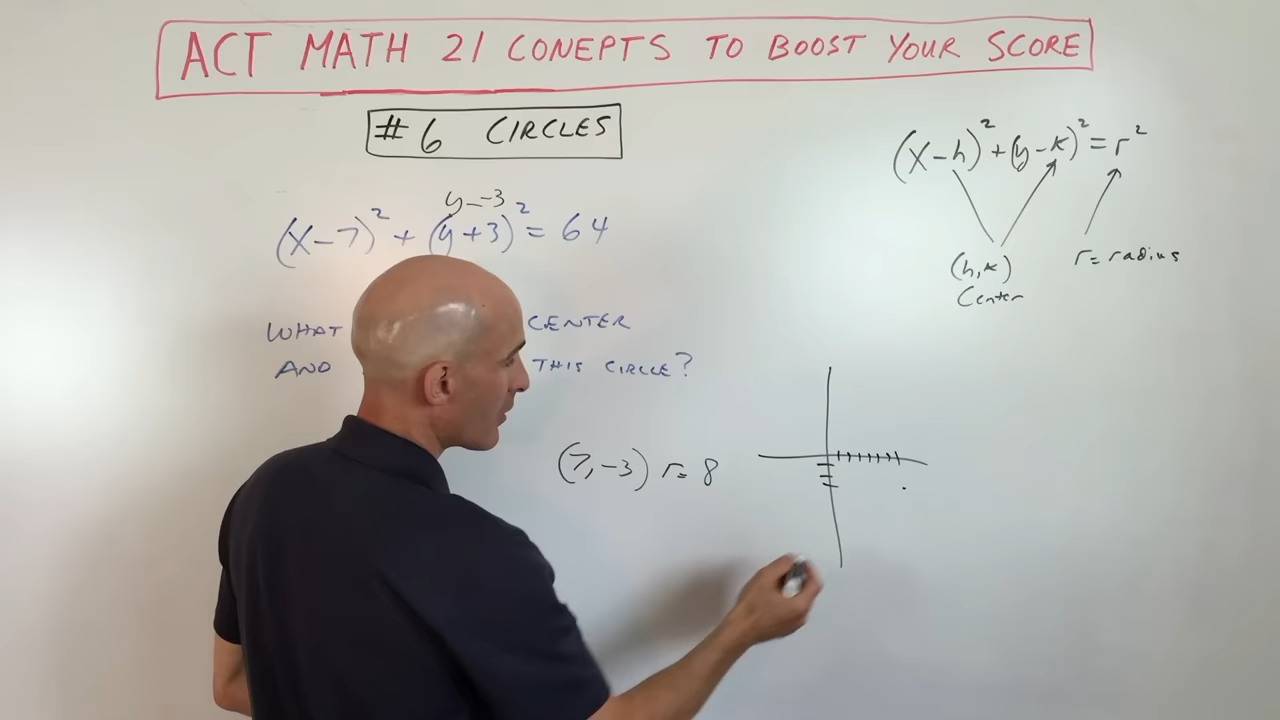 ACT MATH 21 CONEPTS TO BOOST YOUR SCORE
#6 CIRCLES
(x-h)² + (y-k)² = r²
y--3
(x-7)² + (y+3)² = 64
(h,k)
Center
r= radius
WHAT CENTER
AND THIS CIRCLE?
(7,-3) r= 8